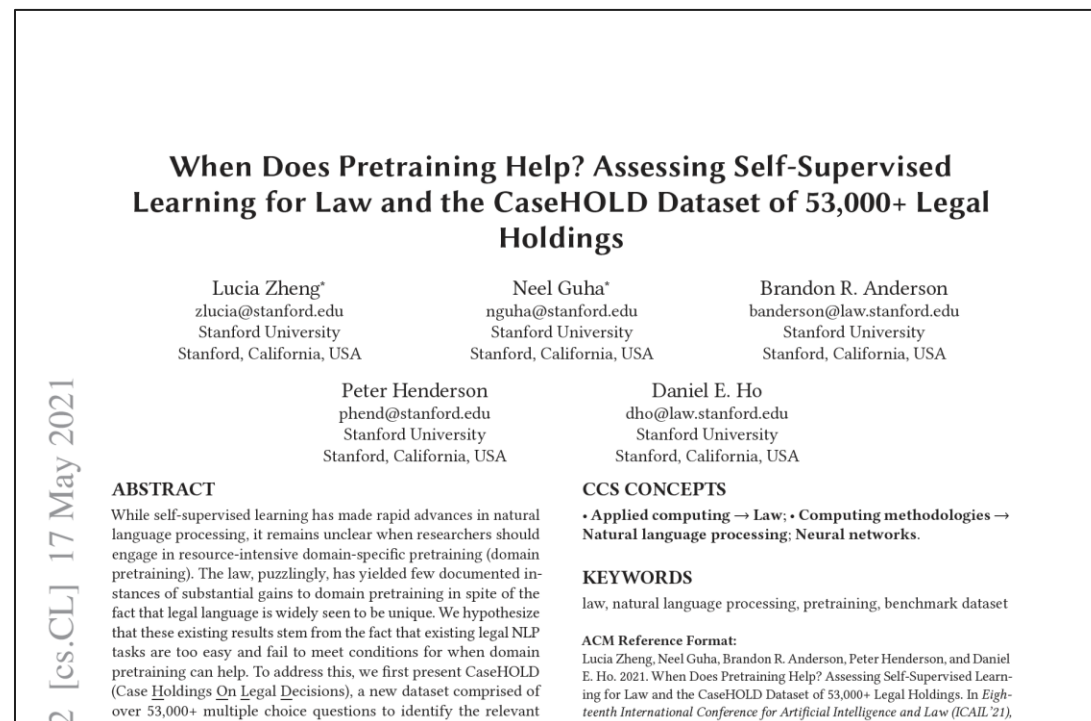 When Does Pretraining Help? Assessing Self-Supervised
Learning for Law and the CaseHOLD Dataset of 53,000+ Legal
Holdings
Lucia Zheng*
zlucia@stanford.edu
Stanford University
Stanford, California, USA
Neel Guha*
nguha@stanford.edu
Stanford University
Stanford, California, USA
Brandon R. Anderson
banderson@law.stanford.edu
Stanford University
Stanford, California, USA
Peter Henderson
phend@stanford.edu
Stanford University
Stanford, California, USA
Daniel E. Ho
dho@law.stanford.edu
Stanford University
Stanford, California, USA
2 [cs.CL] 17 May 2021
ABSTRACT
While self-supervised learning has made rapid advances in natural
language processing, it remains unclear when researchers should
engage in resource-intensive domain-specific pretraining (domain
pretraining). The law, puzzlingly, has yielded few documented in-
stances of substantial gains to domain pretraining in spite of the
fact that legal language is widely seen to be unique. We hypothesize
that these existing results stem from the fact that existing legal NLP
tasks are too easy and fail to meet conditions for when domain
pretraining can help. To address this, we first present CaseHOLD
(Case Holdings On Legal Decisions), a new dataset comprised of
over 53,000+ multiple choice questions to identify the relevant
CCS CONCEPTS
• Applied computing → Law; • Computing methodologies →
Natural language processing; Neural networks.
KEYWORDS
law, natural language processing, pretraining, benchmark dataset
ACM Reference Format:
Lucia Zheng, Neel Guha, Brandon R. Anderson, Peter Henderson, and Daniel
E. Ho. 2021. When Does Pretraining Help? Assessing Self-Supervised Learn-
ing for Law and the CaseHOLD Dataset of 53,000+ Legal Holdings. In Eigh-
teenth International Conference for Artificial Intelligence and Law (ICAIL '21),